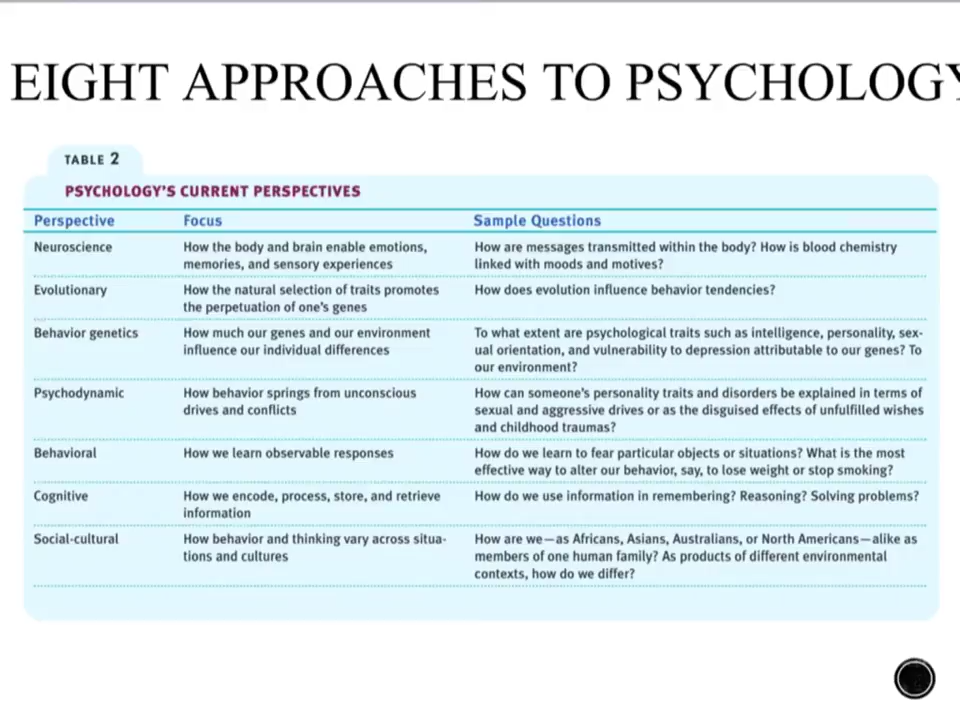 EIGHT APPROACHES TO PSYCHOLOGY
TABLE 2
PSYCHOLOGY'S CURRENT PERSPECTIVES
Perspective Focus Sample Questions
Neuroscience How the body and brain enable emotions, How are messages transmitted within the body? How is blood chemistry
memories, and sensory experiences linked with moods and motives?
Evolutionary How the natural selection of traits promotes How does evolution influence behavior tendencies?
the perpetuation of one's genes
Behavior genetics How much our genes and our environment To what extent are psychological traits such as intelligence, personality, sex-
influence our individual differences ual orientation, and vulnerability to depression attributable to our genes? To
our environment?
Psychodynamic How behavior springs from unconscious How can someone's personality traits and disorders be explained in terms of
drives and conflicts sexual and aggressive drives or as the disguised effects of unfulfilled wishes
and childhood traumas?
Behavioral How we learn observable responses How do we learn to fear particular objects or situations? What is the most
effective way to alter our behavior, say, to lose weight or stop smoking?
Cognitive How we encode, process, store, and retrieve How do we use information in remembering? Reasoning? Solving problems?
information
Social-cultural How behavior and thinking vary across situa- How are we—as Africans, Asians, Australians, or North Americans—alike as
tions and cultures members of one human family? As products of different environmental
contexts, how do we differ?